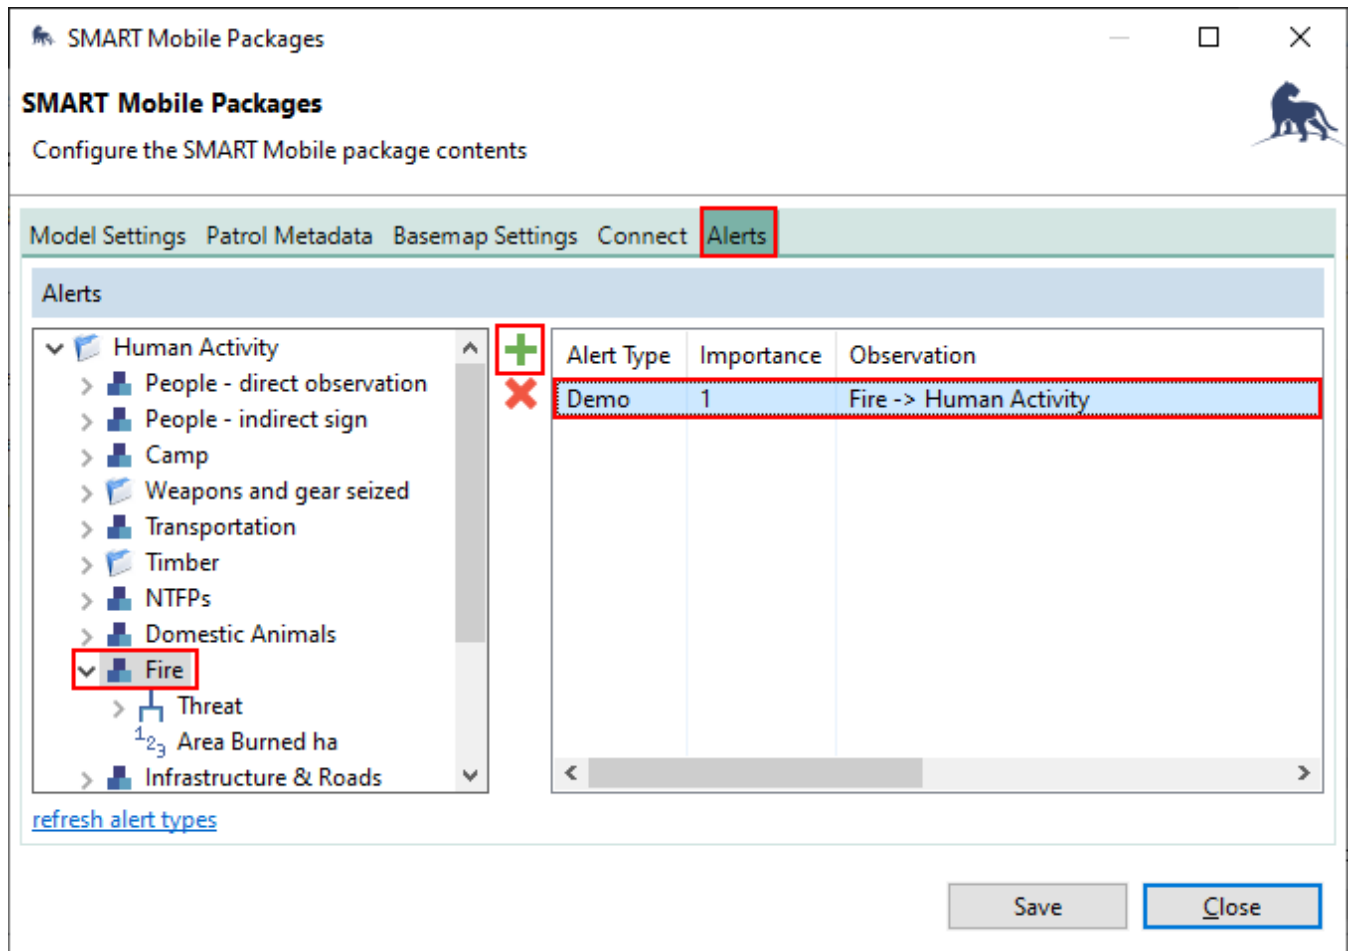 SMART Mobile Packages
SMART Mobile Packages
Configure the SMART Mobile package contents
Model Settings Patrol Metadata Basemap Settings Connect Alerts
Alerts
Human Activity
People - direct observation
People - indirect sign
Camp
Weapons and gear seized
Transportation
Timber
NTFPs
Domestic Animals
Fire
Threat
123 Area Burned ha
Infrastructure & Roads
Alert Type Importance Observation
Demo 1 Fire -> Human Activity
refresh alert types
Save Close